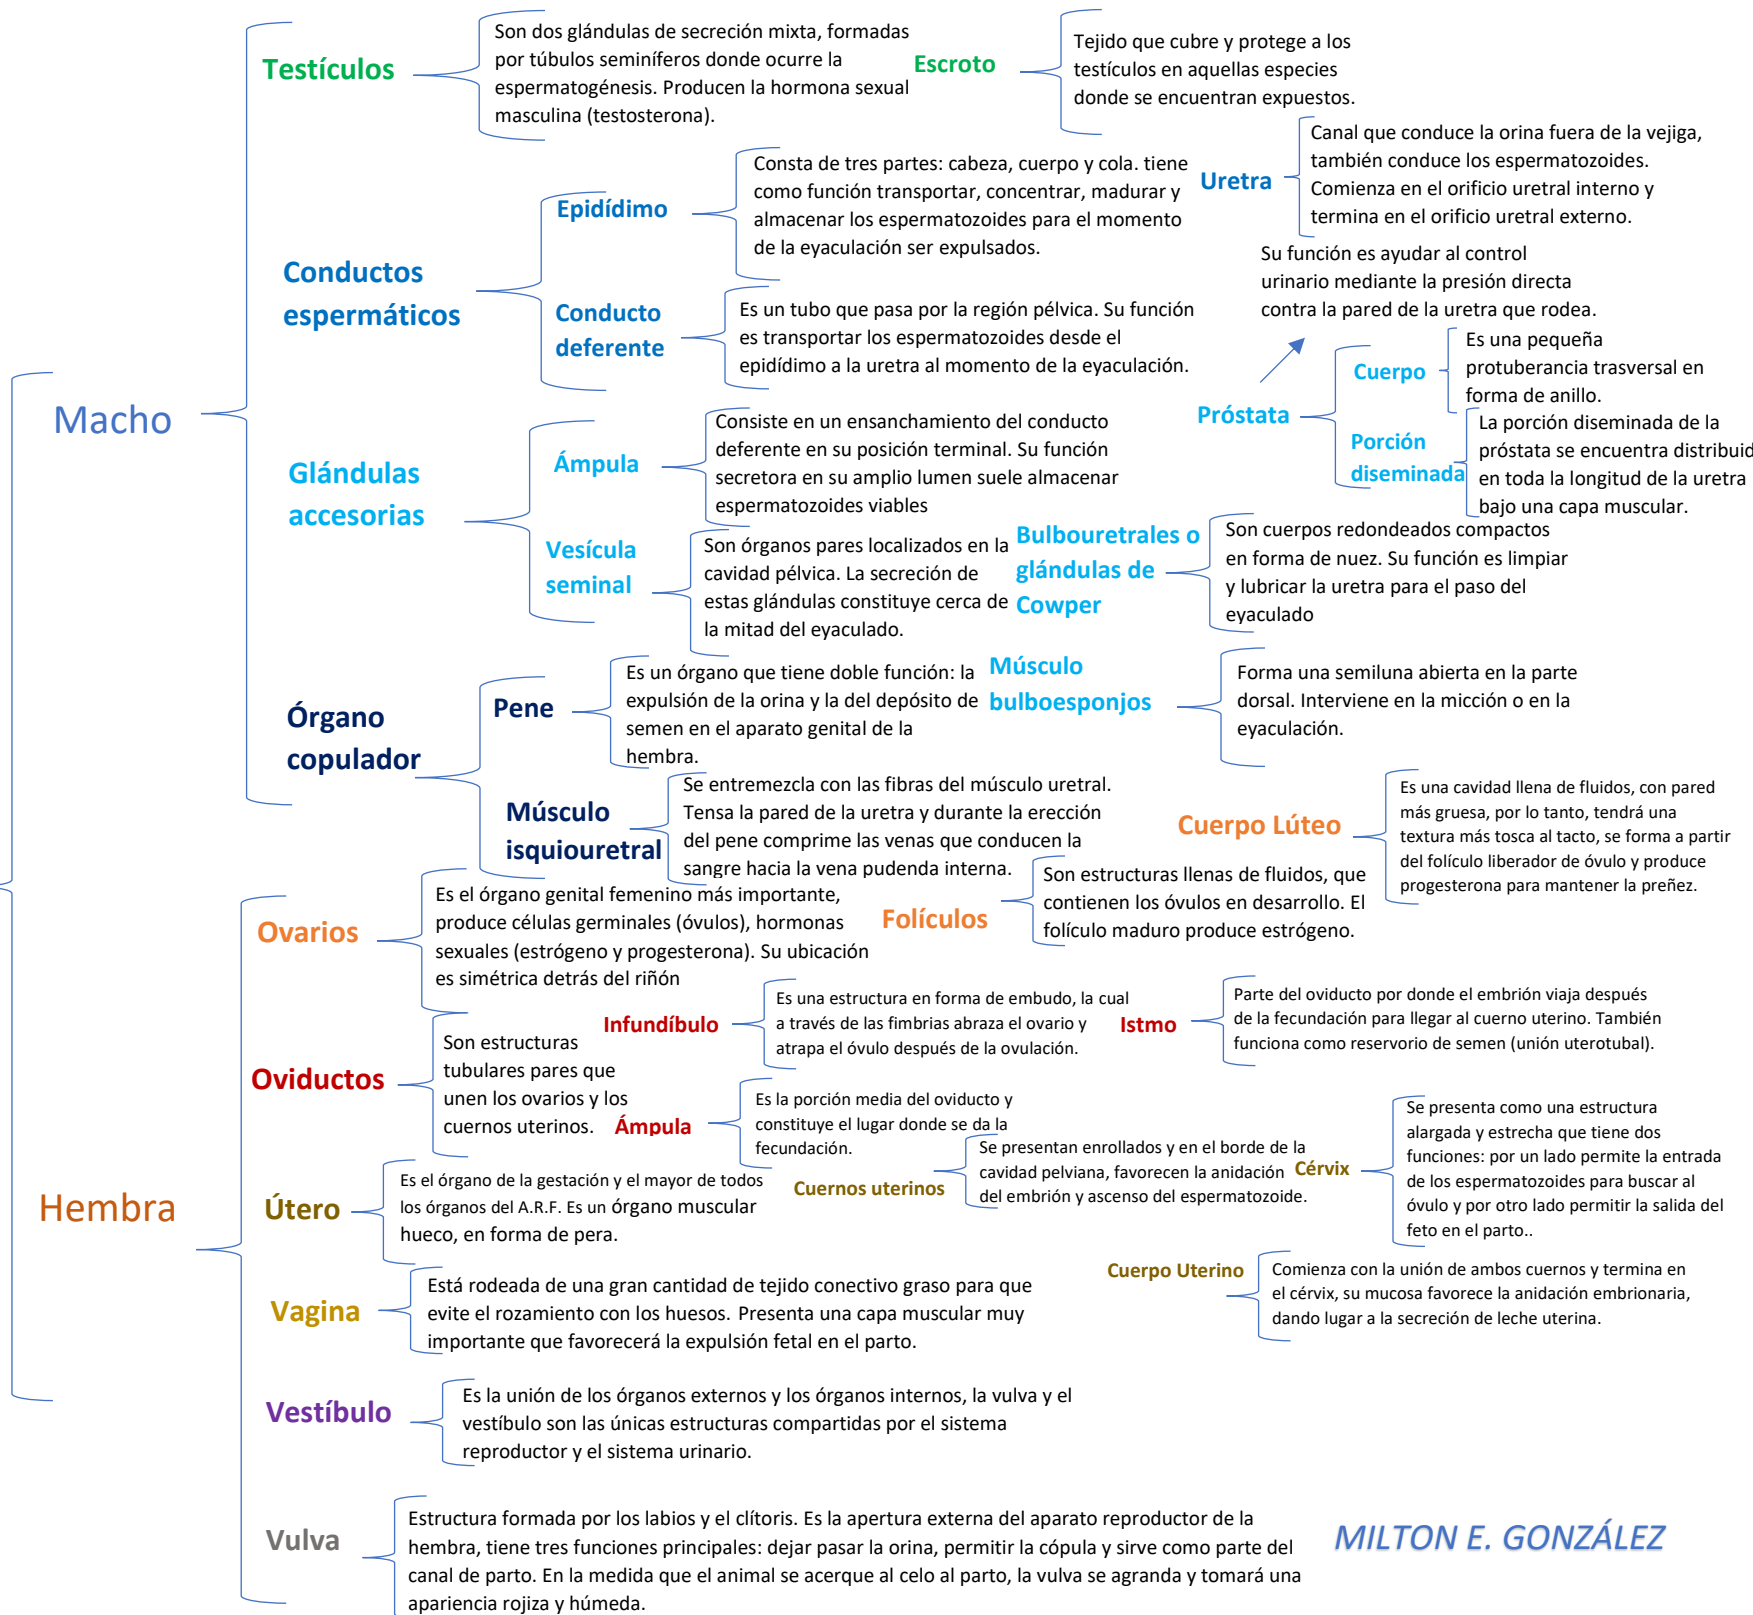 Macho
Testículos
Son dos glándulas de secreción mixta, formadas
por túbulos seminíferos donde ocurre la
espermatogénesis. Producen la hormona sexual
masculina (testosterona).
Escroto
Tejido que cubre y protege a los
testículos en aquellas especies
donde se encuentran expuestos.
Conductos
espermáticos
Epidídimo
Consta de tres partes: cabeza, cuerpo y cola. tiene
como función transportar, concentrar, madurar y
almacenar los espermatozoides para el momento
de la eyaculación ser expulsados.
Uretra
Canal que conduce la orina fuera de la vejiga,
también conduce los espermatozoides.
Comienza en el orificio uretral interno y
termina en el orificio uretral externo.
Conducto
deferente
Es un tubo que pasa por la región pélvica. Su función
es transportar los espermatozoides desde el
epidídimo a la uretra al momento de la eyaculación.
Glándulas
accesorias
Ámpula
Consiste en un ensanchamiento del conducto
deferente en su posición terminal. Su función
secretora en su amplio lumen suele almacenar
espermatozoides viables
Su función es ayudar al control
urinario mediante la presión directa
contra la pared de la uretra que rodea.
Próstata
Cuerpo
Es una pequeña
protuberancia trasversal en
forma de anillo.
Porción
diseminada
La porción diseminada de la
próstata se encuentra distribuid
en toda la longitud de la uretra
bajo una capa muscular.
Vesícula
seminal
Son órganos pares localizados en la
cavidad pélvica. La secreción de
estas glándulas constituye cerca de
la mitad del eyaculado.
Bulbouretrales o
glándulas de
Cowper
Son cuerpos redondeados compactos
en forma de nuez. Su función es limpiar
y lubricar la uretra para el paso del
eyaculado
Órgano
copulador
Pene
Es un órgano que tiene doble función: la
expulsión de la orina y la del depósito de
semen en el aparato genital de la
hembra.
Músculo
bulboesponjos
Forma una semiluna abierta en la parte
dorsal. Interviene en la micción o en la
eyaculación.
Músculo
isquiouretral
Se entremezcla con las fibras del músculo uretral.
Tensa la pared de la uretra y durante la erección
del pene comprime las venas que conducen la
sangre hacia la vena pudenda interna.
Hembra
Ovarios
Es el órgano genital femenino más importante,
produce células germinales (óvulos), hormonas
sexuales (estrógeno y progesterona). Su ubicación
es simétrica detrás del riñón
Folículos
Son estructuras llenas de fluidos, que
contienen los óvulos en desarrollo. El
folículo maduro produce estrógeno.
Cuerpo Lúteo
Es una cavidad llena de fluidos, con pared
más gruesa, por lo tanto, tendrá una
textura más tosca al tacto, se forma a partir
del folículo liberador de óvulo y produce
progesterona para mantener la preñez.
Oviductos
Son estructuras
tubulares pares que
unen los ovarios y los
cuernos uterinos.
Infundíbulo
Es una estructura en forma de embudo, la cual
a través de las fimbrias abraza el ovario y
atrapa el óvulo después de la ovulación.
Istmo
Parte del oviducto por donde el embrión viaja después
de la fecundación para llegar al cuerno uterino. También
funciona como reservorio de semen (unión uterotubal).
Ámpula
Es la porción media del oviducto y
constituye el lugar donde se da la
fecundación.
Útero
Es el órgano de la gestación y el mayor de todos
los órganos del A.R.F. Es un órgano muscular
hueco, en forma de pera.
Cuernos uterinos
Se presentan enrollados y en el borde de la
cavidad pelviana, favorecen la anidación
del embrión y ascenso del espermatozoide.
Cérvix
Se presenta como una estructura
alargada y estrecha que tiene dos
funciones: por un lado permite la entrada
de los espermatozoides para buscar al
óvulo y por otro lado permitir la salida del
feto en el parto..
Cuerpo Uterino
Comienza con la unión de ambos cuernos y termina en
el cérvix, su mucosa favorece la anidación embrionaria,
dando lugar a la secreción de leche uterina.
Vagina
Está rodeada de una gran cantidad de tejido conectivo graso para que
evite el rozamiento con los huesos. Presenta una capa muscular muy
importante que favorecerá la expulsión fetal en el parto.
Vestíbulo
Es la unión de los órganos externos y los órganos internos, la vulva y el
vestíbulo son las únicas estructuras compartidas por el sistema
reproductor y el sistema urinario.
Vulva
Estructura formada por los labios y el clítoris. Es la apertura externa del aparato reproductor de la
hembra, tiene tres funciones principales: dejar pasar la orina, permitir la cópula y sirve como parte del
canal de parto. En la medida que el animal se acerque al celo al parto, la vulva se agranda y tomará una
apariencia rojiza y húmeda.
MILTON E. GONZÁLEZ